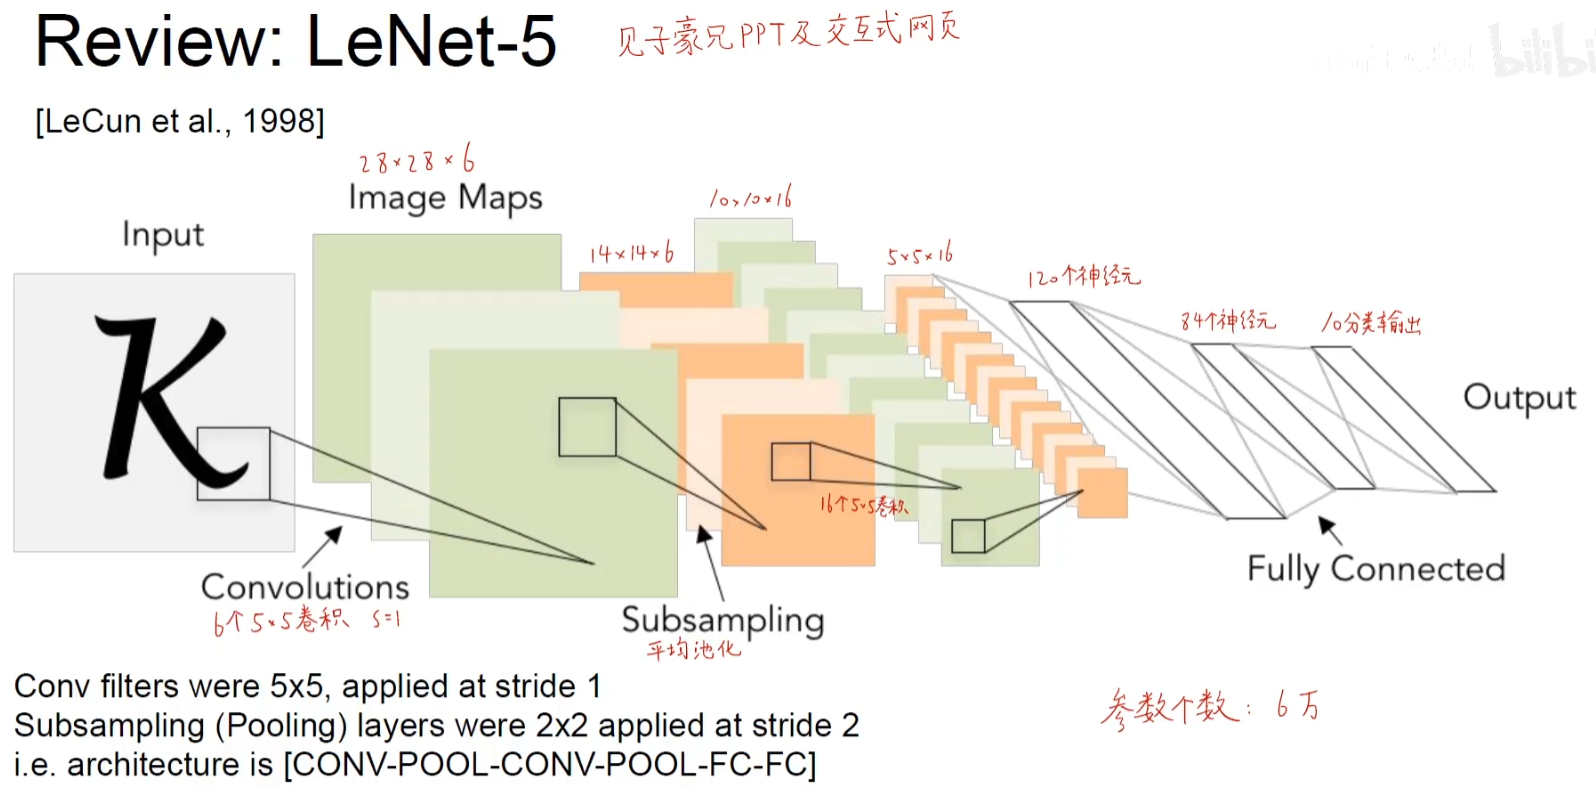 Review: LeNet-5
见子豪兄PPT及交互式网页
bilibi
[LeCun et al., 1998]
28×28×6
Image Maps
Input
10×10×16
14×14×6
5×5×16
120个神经元
84个神经元
10分类输出
K
Output
16个5×5卷积
Fully Connected
Convolutions
6个5×5卷积 S=1
Subsampling
平均池化
Conv filters were 5x5, applied at stride 1
Subsampling (Pooling) layers were 2x2 applied at stride 2
i.e. architecture is [CONV-POOL-CONV-POOL-FC-FC]
参数个数: 6万